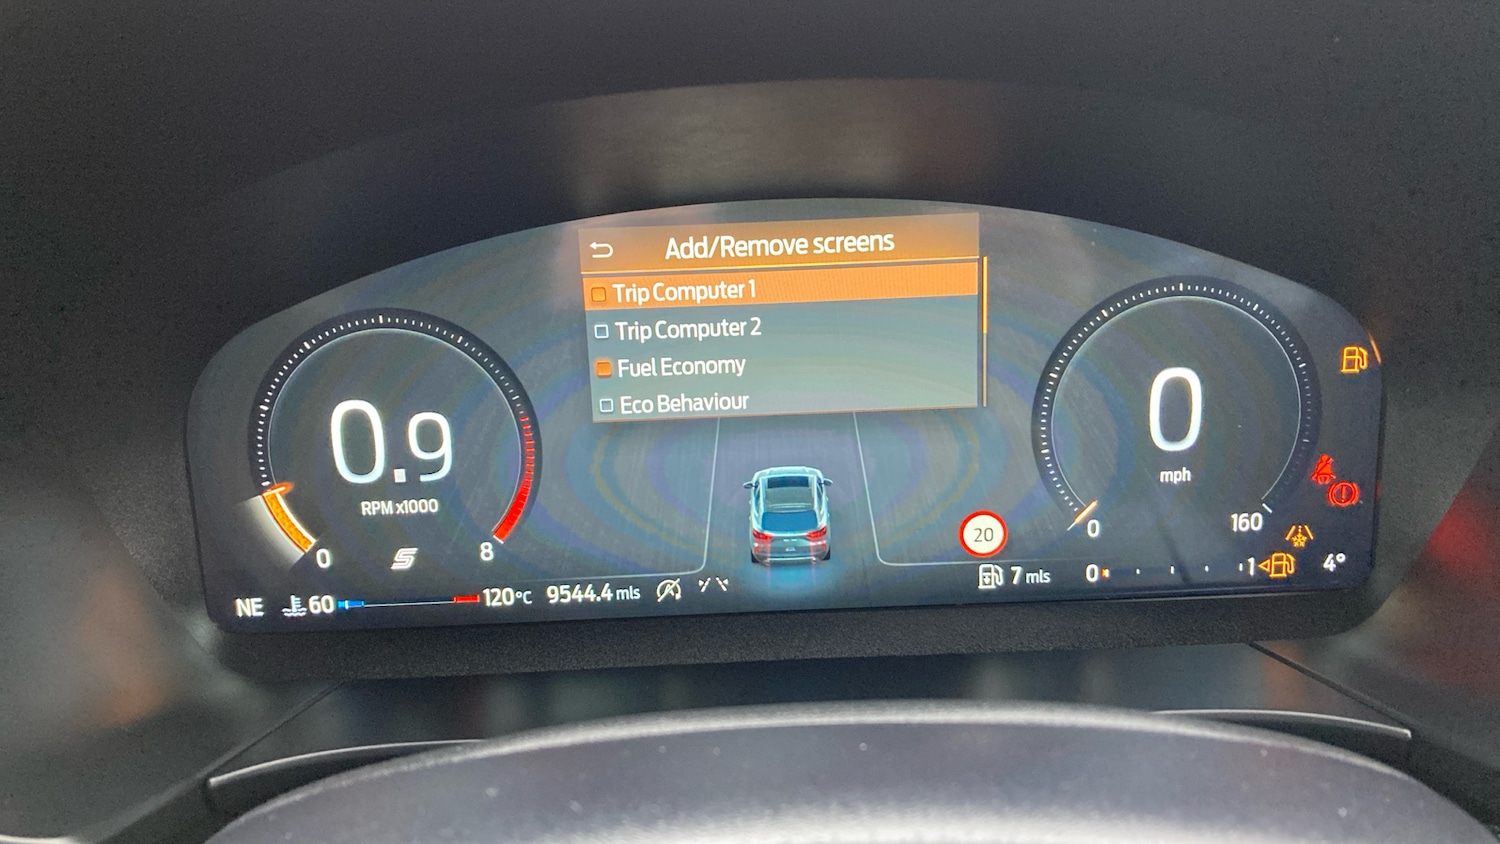 Add/Remove screens
Trip Computer 1
Trip Computer 2
Fuel Economy
Eco Behaviour
0.9
RPM x1000
0
8
S
0
mph
0
160
20
NE
60
120°C
9544.4 mls
A
7 mls
0
1
4°